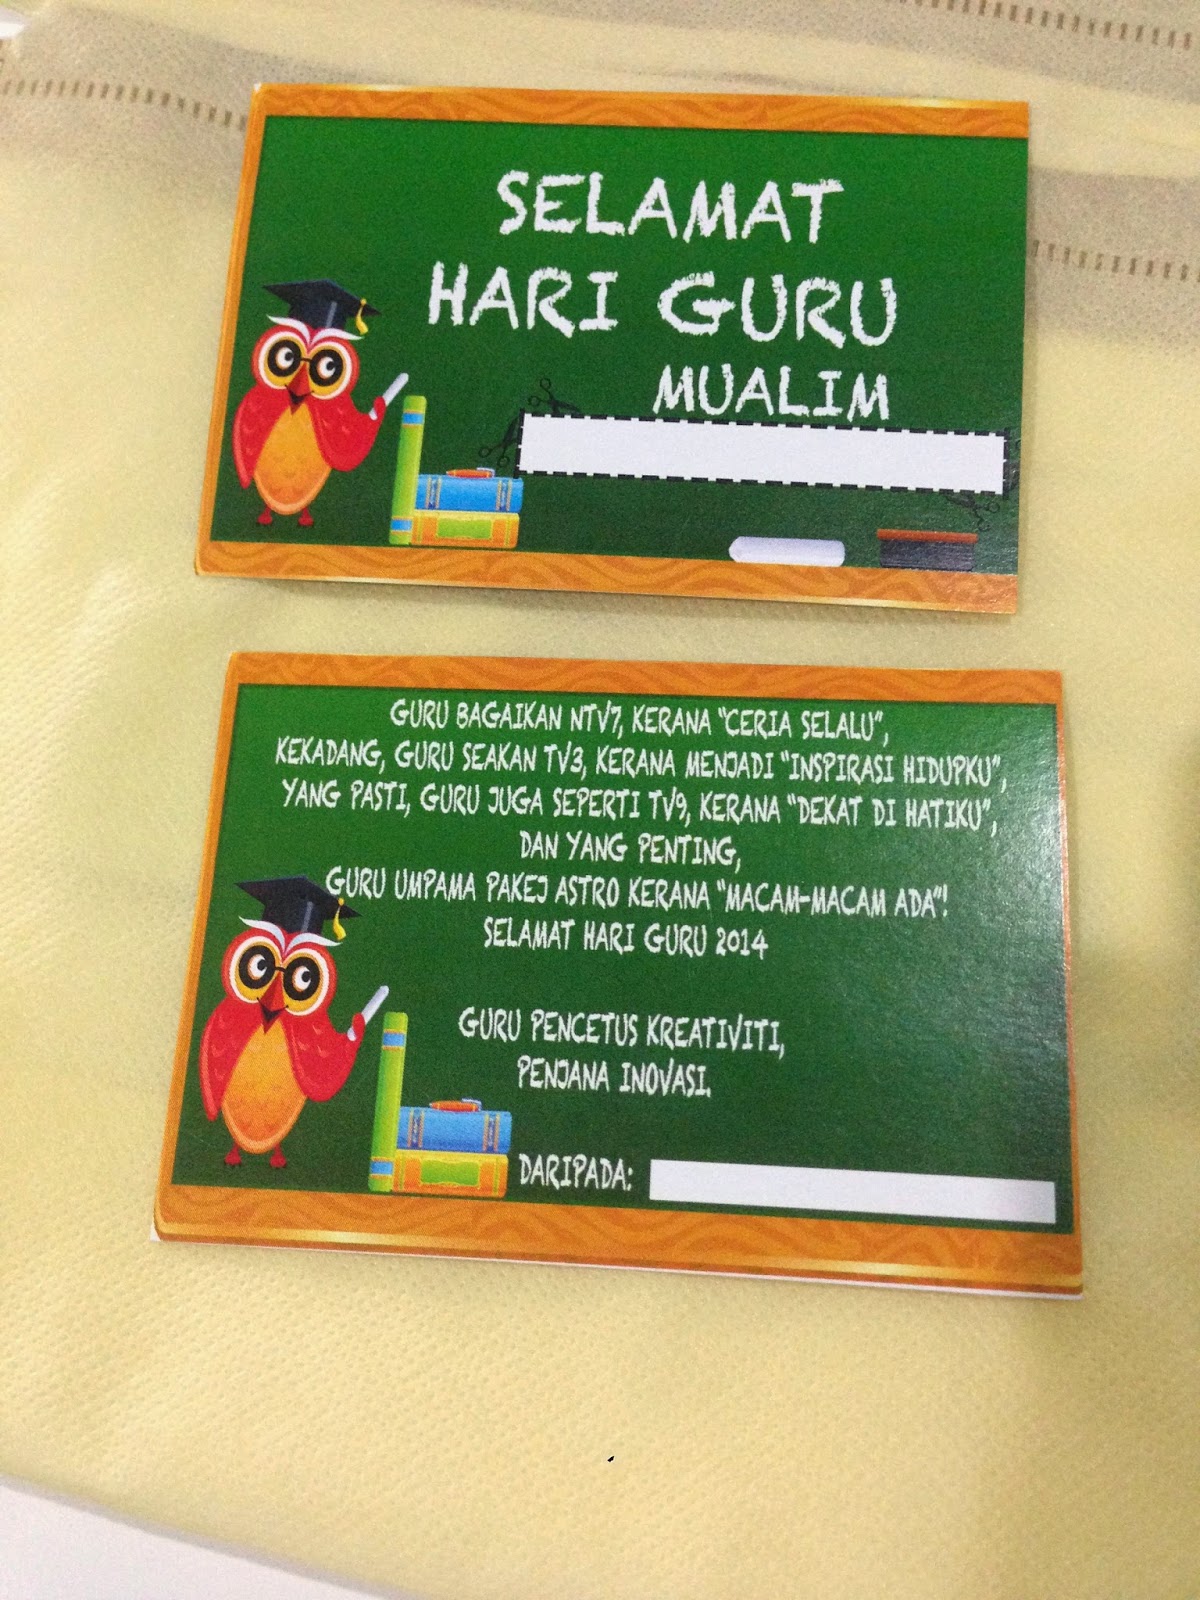 SELAMAT
HARI GURU
MUALIM
GURU BAGAIKAN NTV7, KERANA "CERIA SELALU",
KEKADANG, GURU SEAKAN TV3, KERANA MENJADI "INSPIRASI HIDUPKU",
YANG PASTI, GURU JUGA SEPERTI TV9, KERANA "DEKAT DI HATIKU",
DAN YANG PENTING,
GURU UMPAMA PAKEJ ASTRO KERANA "MACAM-MACAM ADA"!
SELAMAT HARI GURU 2014
GURU PENCETUS KREATIVITI,
PENJANA INOVASI.
DARIPADA: